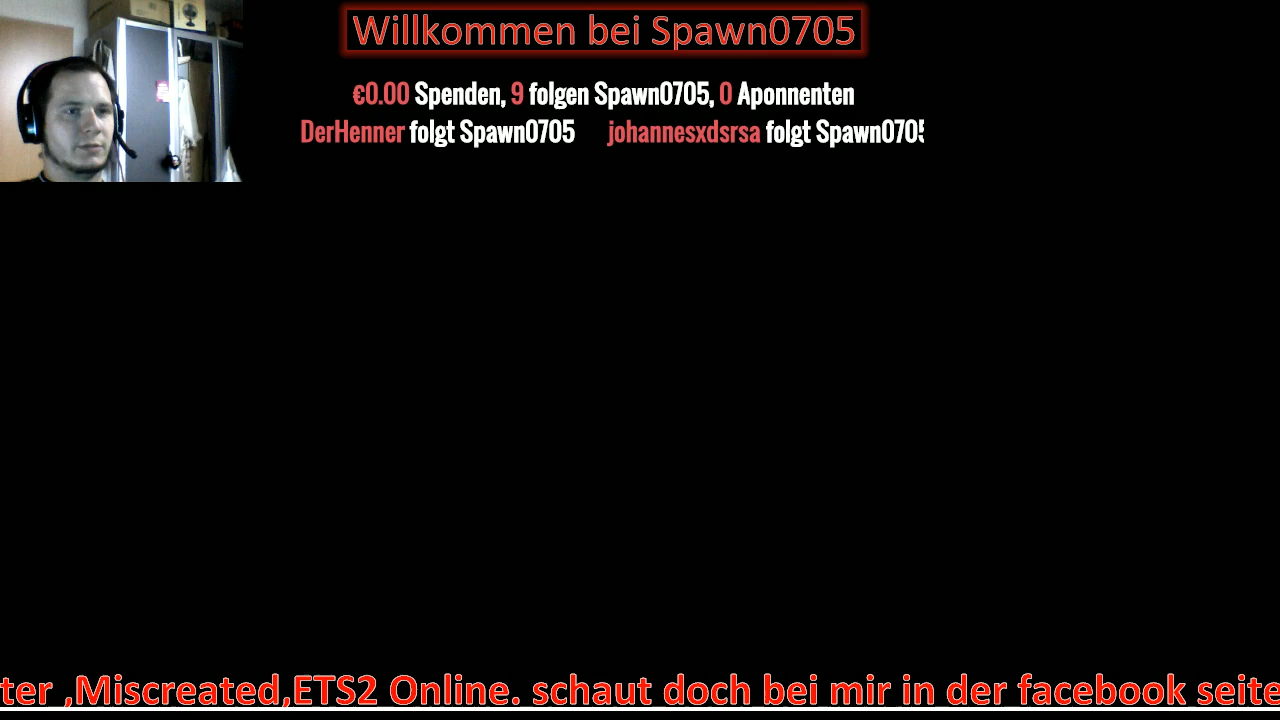 Willkommen bei Spawn0705
€0.00 Spenden, 9 folgen Spawn0705, 0 Aponnenten
DerHenner folgt Spawn0705 johannesxdsrsa folgt Spawn0705
ter ,Miscreated,ETS2 Online. schaut doch bei mir in der facebook seite